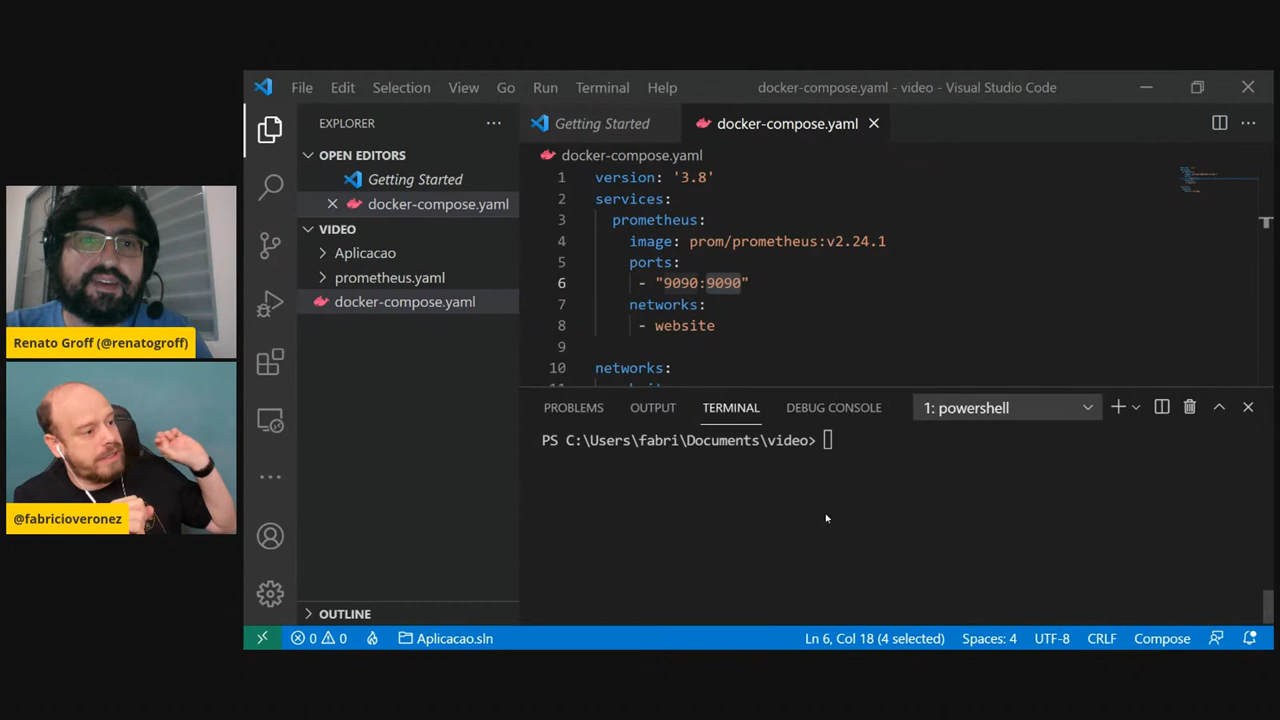 File Edit Selection View Go Run Terminal Help docker-compose.yaml - video - Visual Studio Code
EXPLORER
OPEN EDITORS
Getting Started
docker-compose.yaml
VIDEO
Aplicacao
prometheus.yaml
docker-compose.yaml
OUTLINE
Getting Started docker-compose.yaml
docker-compose.yaml
1 version: '3.8'
2 services:
3 prometheus:
4 image: prom/prometheus:v2.24.1
5 ports:
6 - "9090:9090"
7 networks:
8 - website
9
10 networks:
PROBLEMS OUTPUT TERMINAL DEBUG CONSOLE 1: powershell
PS C:\Users\fabri\Documents\video>
0 0 Aplicacao.sln Ln 6, Col 18 (4 selected) Spaces: 4 UTF-8 CRLF Compose
Renato Groff (@renatogroff)
@fabricioveronez